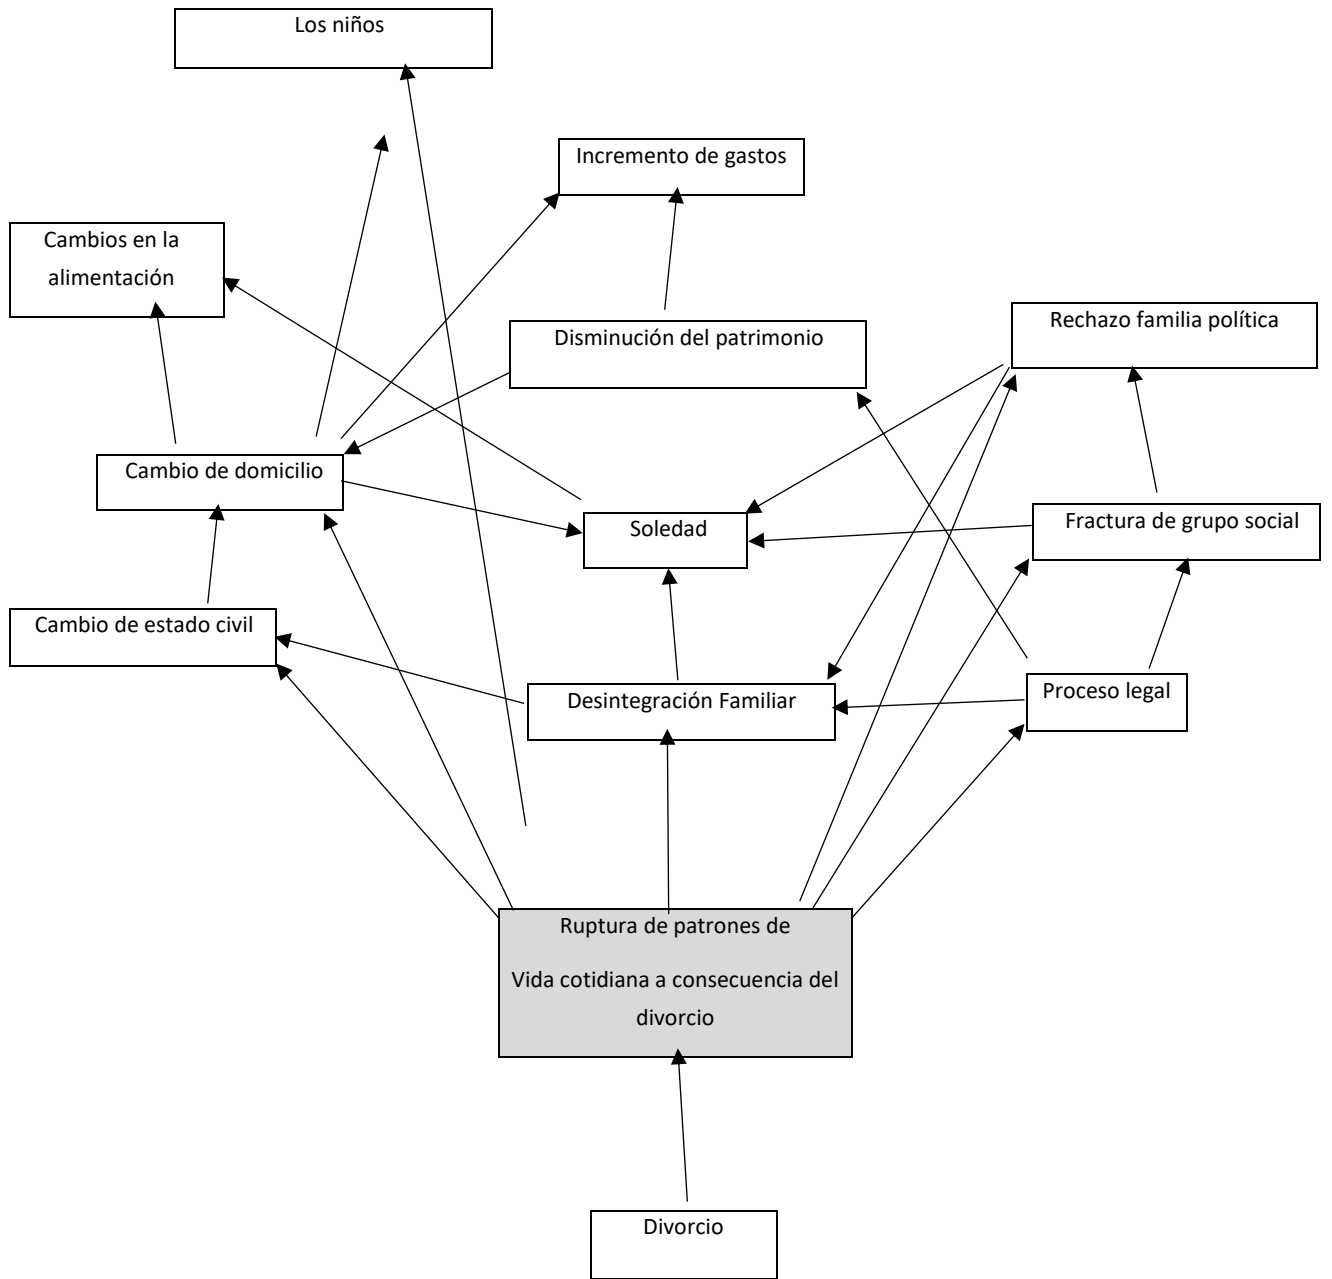 Los niños
Incremento de gastos
Cambios en la
alimentación
Rechazo familia política
Disminución del patrimonio
Cambio de domicilio
Soledad
Fractura de grupo social
Cambio de estado civil
Desintegración Familiar
Proceso legal
Ruptura de patrones de
Vida cotidiana a consecuencia del
divorcio
Divorcio